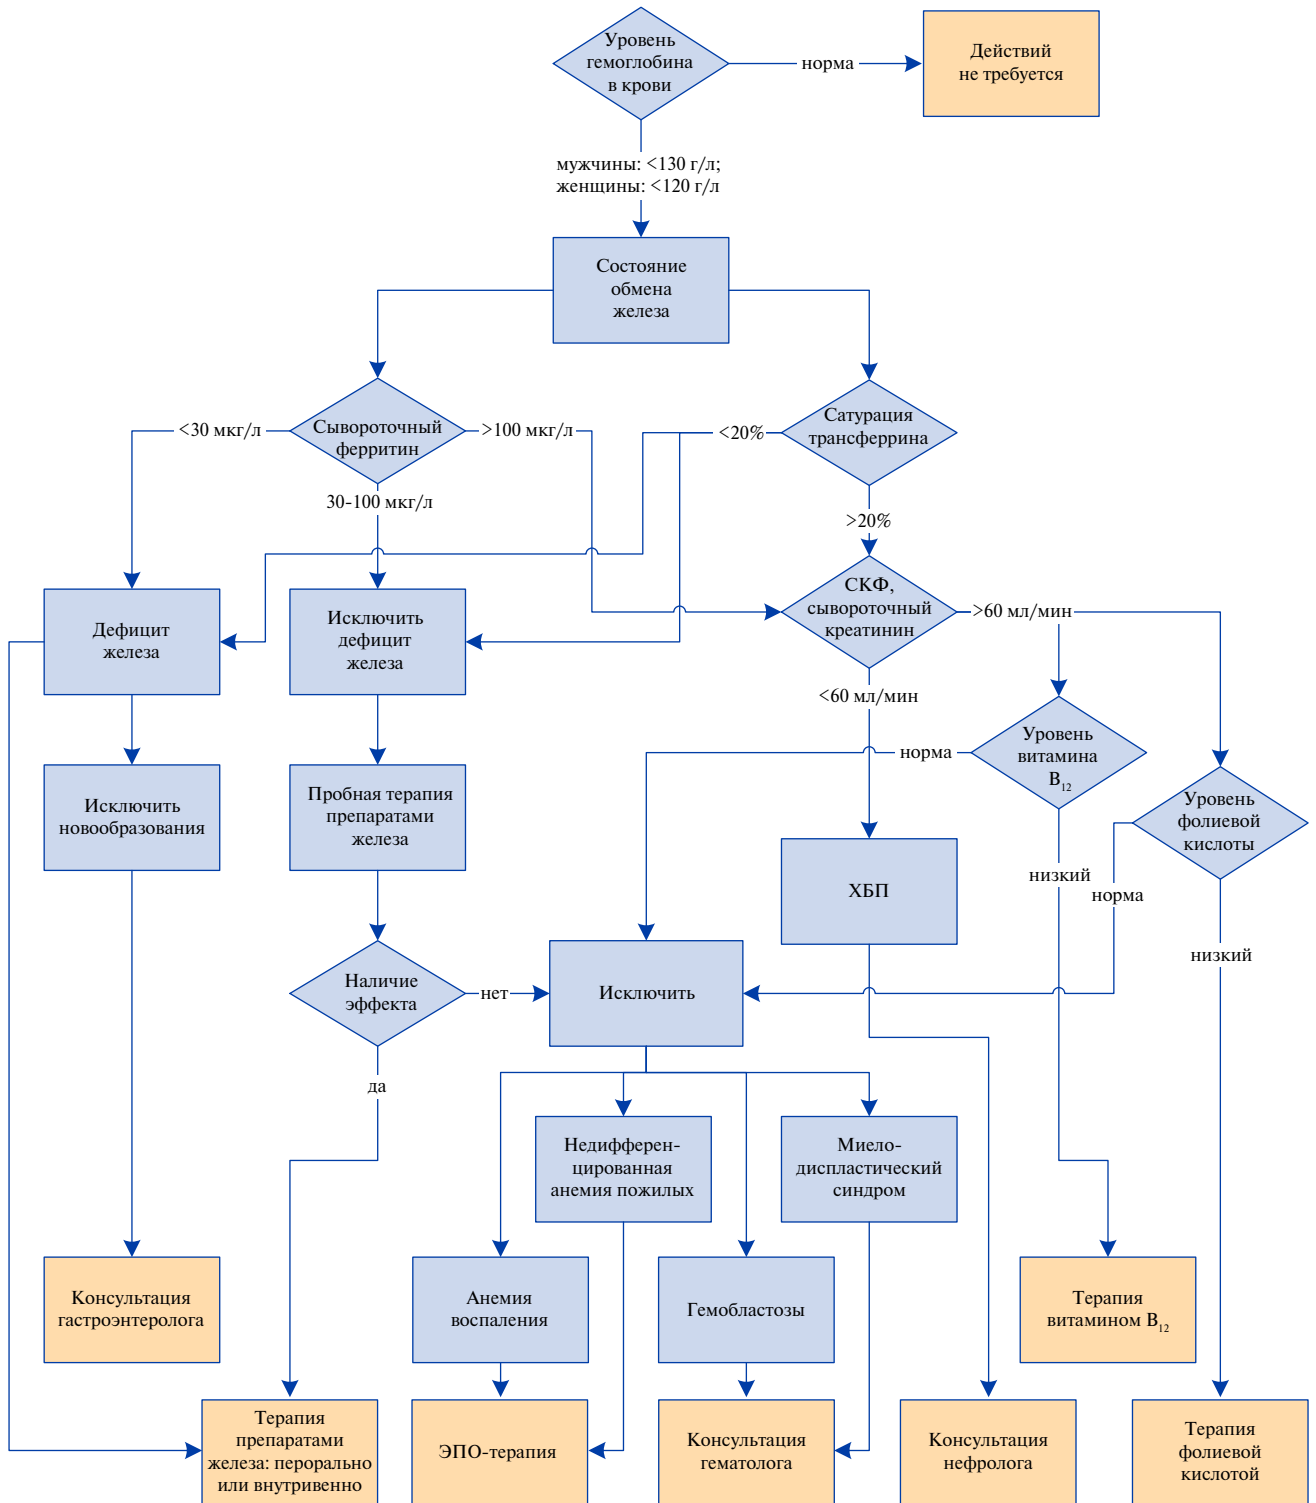 Уровень
гемоглобина
в крови
норма
Действий
не требуется
мужчины: <130 г/л;
женщины: <120 г/л
Состояние
обмена
железа
<30 мкг/л
Сывороточный
ферритин
>100 мкг/л
<20%
Сатурация
трансферрина
30-100 мкг/л
>20%
Дефицит
железа
Исключить
дефицит
железа
СКФ,
сывороточный
креатинин
>60 мл/мин
<60 мл/мин
норма
Уровень
витамина
B₁₂
Исключить
новообразования
Пробная терапия
препаратами
железа
Уровень
фолиевой
кислоты
ХБП
низкий
норма
низкий
Наличие
эффекта
нет
Исключить
да
Недифферен-
цированная
анемия пожилых
Миело-
диспластический
синдром
Консультация
гастроэнтеролога
Анемия
воспаления
Гемобластозы
Терапия
витамином B₁₂
Терапия
препаратами
железа: перорально
или внутривенно
ЭПО-терапия
Консультация
гематолога
Консультация
нефролога
Терапия
фолиевой
кислотой